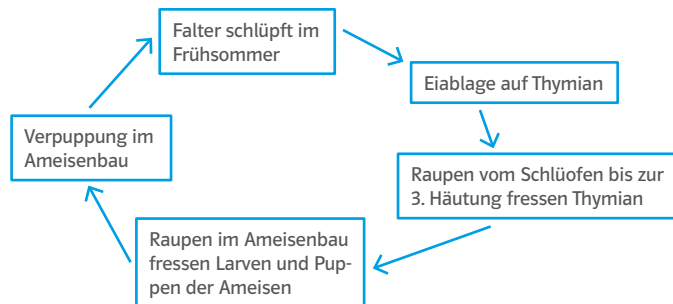 Falter schlüpft im
Frühsommer
Eiablage auf Thymian
Raupen vom Schlüofen bis zur
3. Häutung fressen Thymian
Raupen im Ameisenbau
fressen Larven und Pup-
pen der Ameisen
Verpuppung im
Ameisenbau